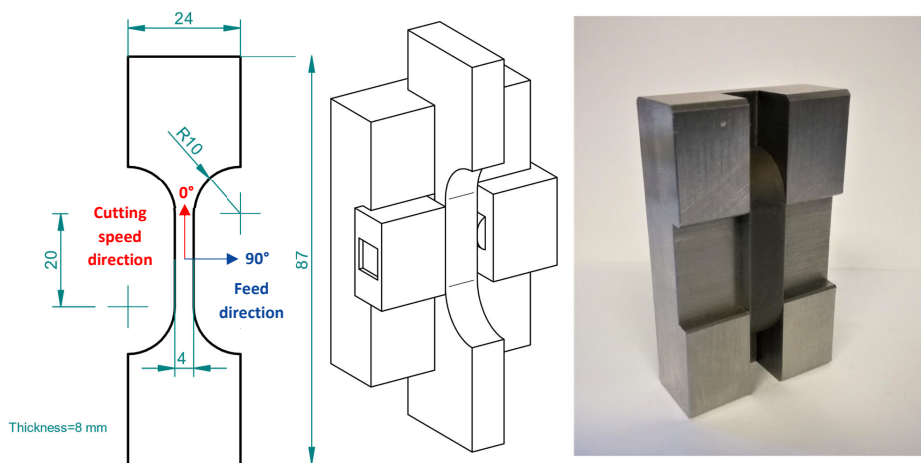 24
R10
0°
Cutting
speed
direction
90°
Feed
direction
20
87
4
Thickness=8 mm